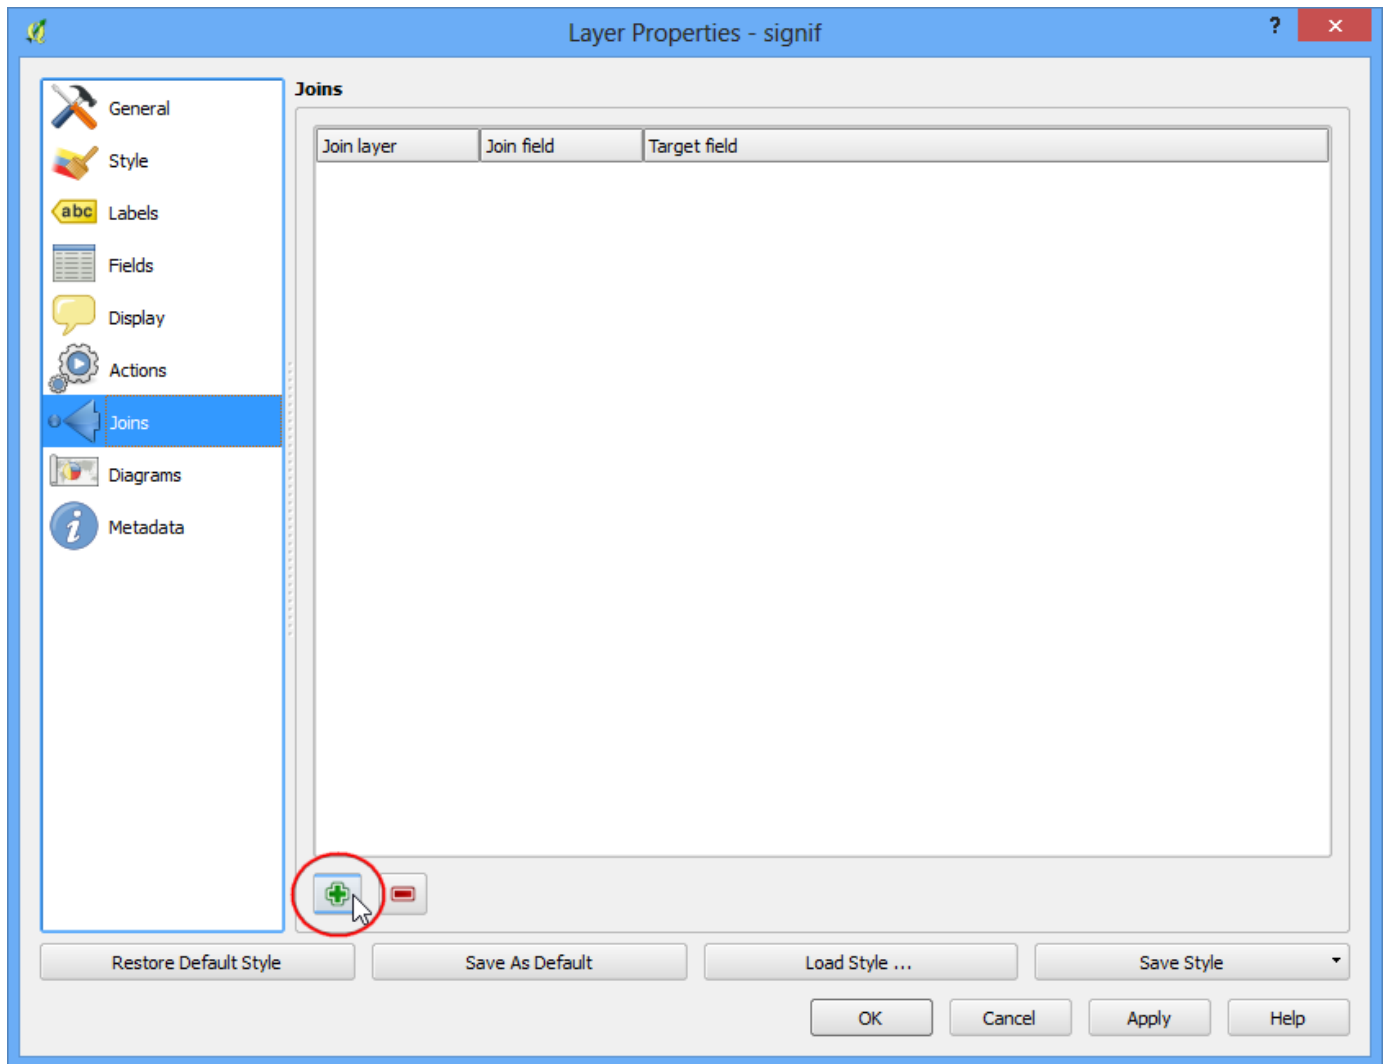 Layer Properties - signif
?
General
Style
abc Labels
Fields
Display
Actions
Joins
Diagrams
Metadata
Joins
Join layer Join field Target field
Restore Default Style Save As Default Load Style ... Save Style
OK Cancel Apply Help